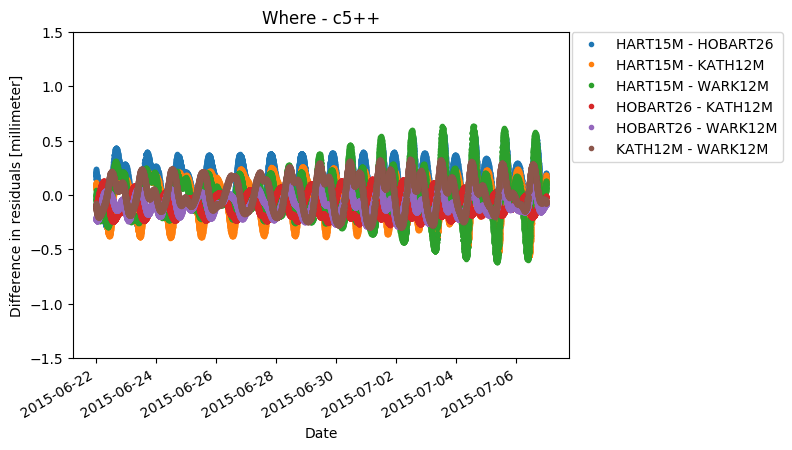 Where - c5++
Difference in residuals [millimeter]
1.5
1.0
0.5
0.0
−0.5
−1.0
−1.5
2015-06-22
2015-06-24
2015-06-26
2015-06-28
2015-06-30
2015-07-02
2015-07-04
2015-07-06
Date
HART15M - HOBART26
HART15M - KATH12M
HART15M - WARK12M
HOBART26 - KATH12M
HOBART26 - WARK12M
KATH12M - WARK12M